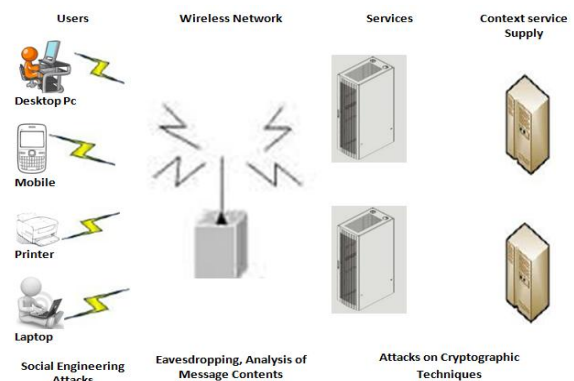 Users
Wireless Network
Services
Context service
Supply
Desktop Pc
Mobile
Printer
Laptop
Social Engineering
Attacks
Eavesdropping, Analysis of
Message Contents
Attacks on Cryptographic
Techniques